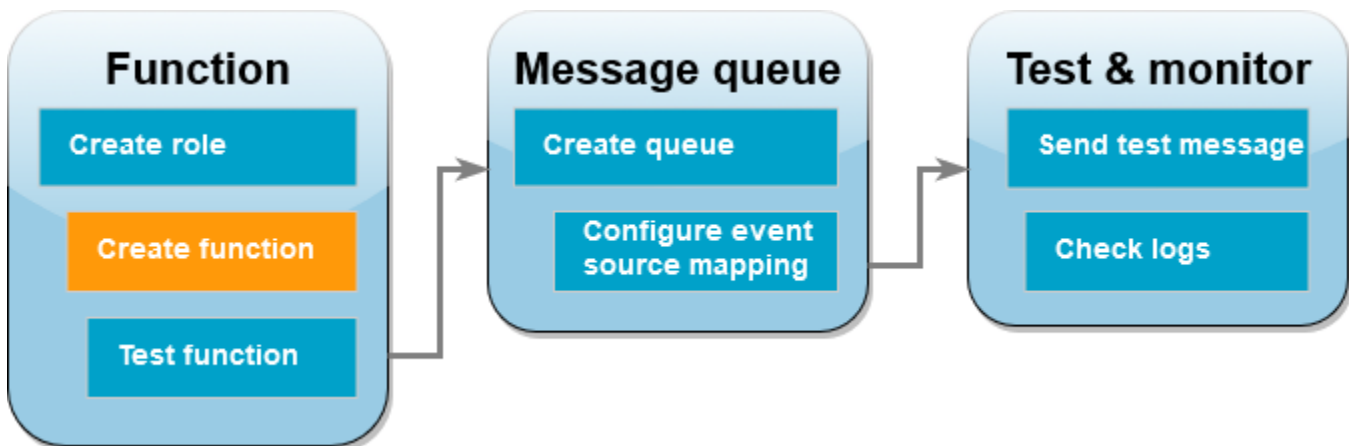 Function
Create role
Create function
Test function
Message queue
Create queue
Configure event
source mapping
Test & monitor
Send test message
Check logs